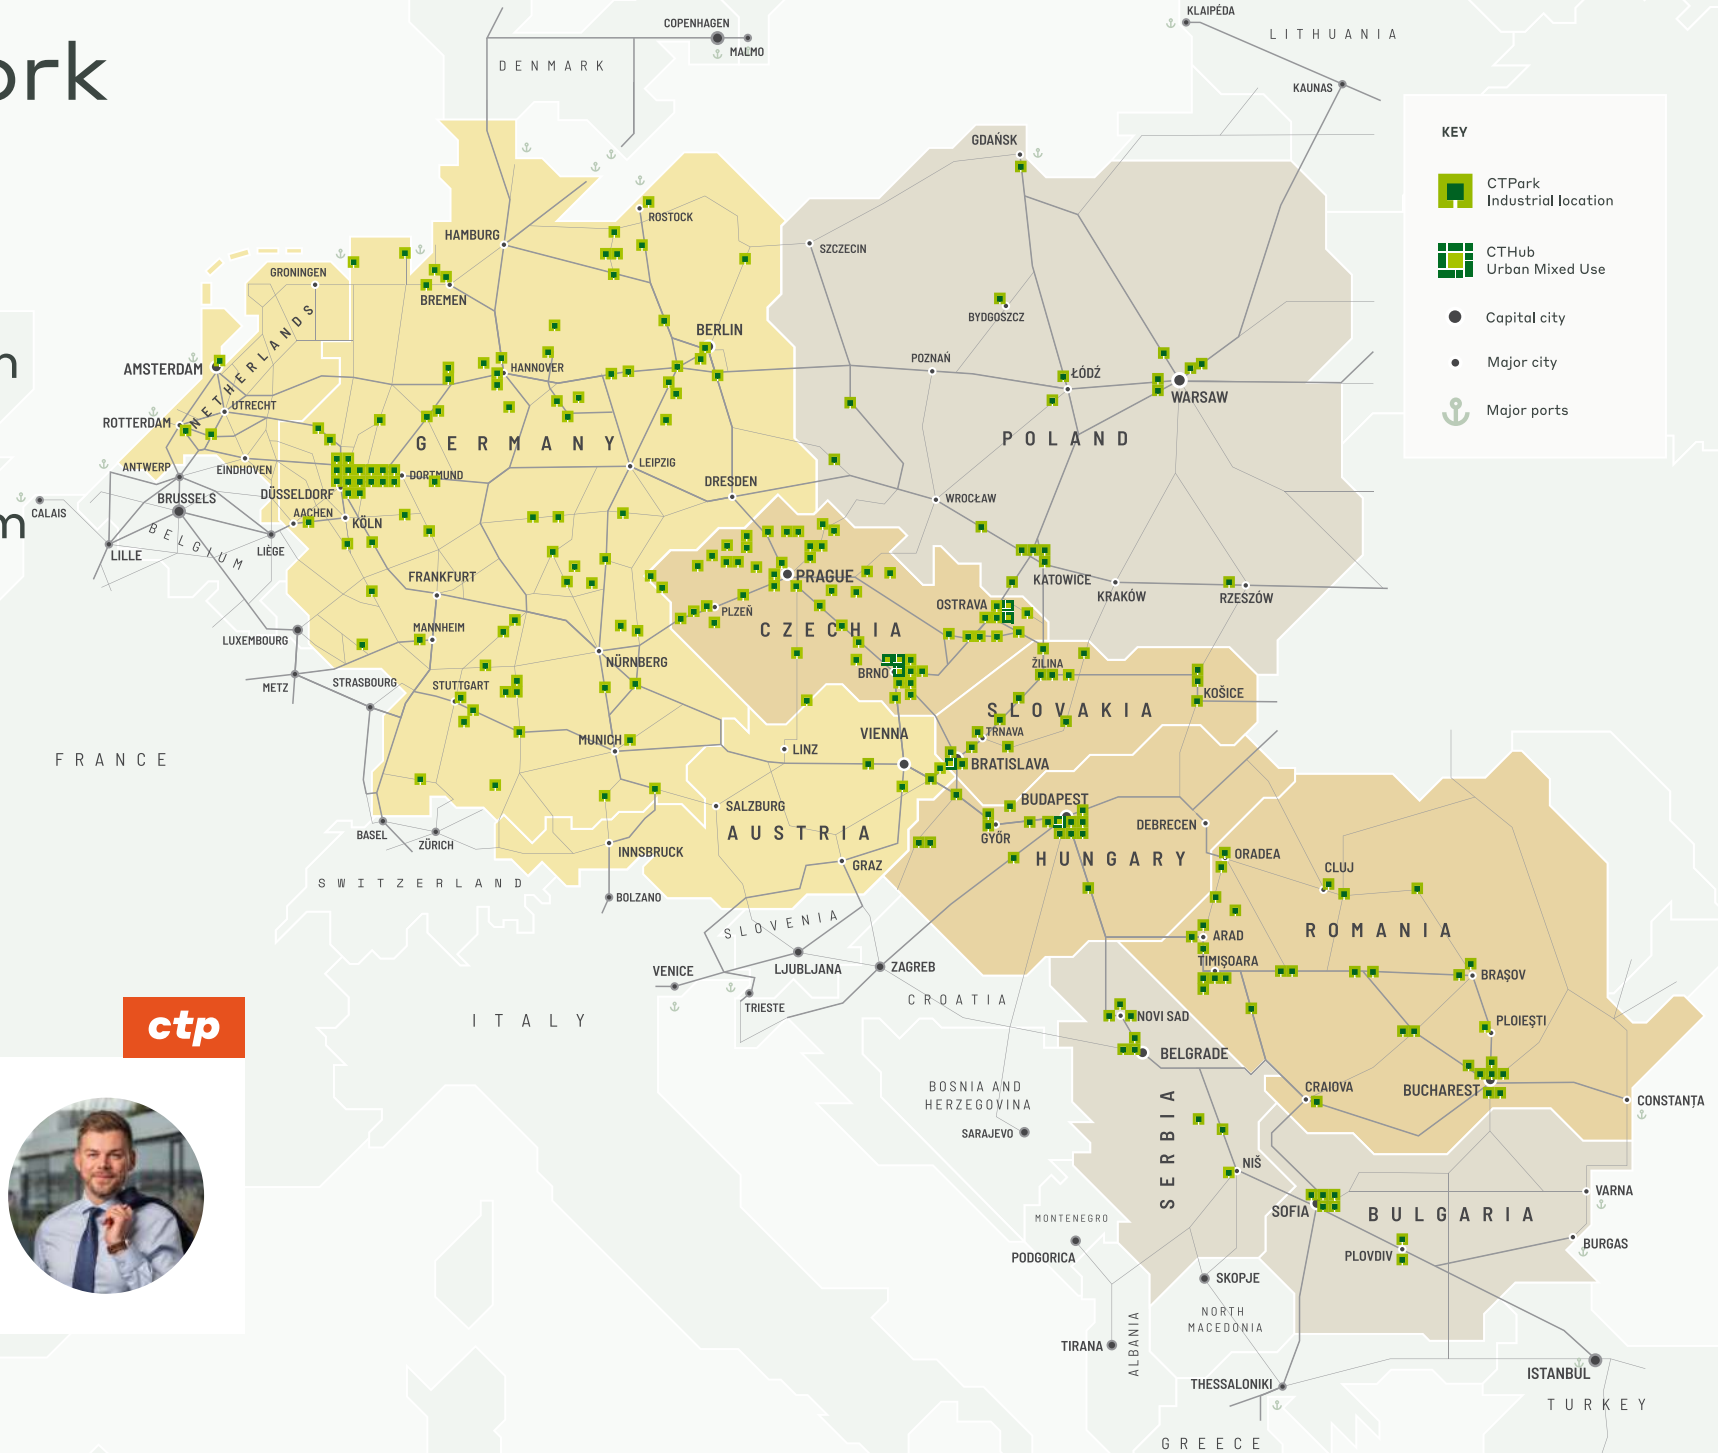 ork
n
m
COPENHAGEN
MALMO
DENMARK
KLAIPĖDA
LITHUANIA
KAUNAS
KEY
CTPark
Industrial location
CTHub
Urban Mixed Use
Capital city
Major city
Major ports
GDAŃSK
ROSTOCK
HAMBURG
SZCZECIN
GRONINGEN
BREMEN
BYDGOSZCZ
BERLIN
AMSTERDAM
NETHERLANDS
HANNOVER
POZNAŃ
ŁÓDŹ
WARSAW
UTRECHT
ROTTERDAM
GERMANY
POLAND
ANTWERP
EINDHOVEN
DORTMUND
LEIPZIG
DRESDEN
DÜSSELDORF
BRUSSELS
WROCŁAW
CALAIS
AACHEN
KÖLN
BELGIUM
LILLE
LIÈGE
FRANKFURT
PRAGUE
KATOWICE
KRAKÓW
RZESZÓW
PLZEŇ
OSTRAVA
CZECHIA
MANNHEIM
LUXEMBOURG
NÜRNBERG
ŽILINA
BRNO
METZ
STRASBOURG
STUTTGART
KOŠICE
SLOVAKIA
MUNICH
LINZ
VIENNA
TRNAVA
FRANCE
BRATISLAVA
SALZBURG
BUDAPEST
BASEL
ZÜRICH
AUSTRIA
GYŐR
DEBRECEN
INNSBRUCK
GRAZ
HUNGARY
ORADEA
CLUJ
SWITZERLAND
BOLZANO
SLOVENIA
ROMANIA
ARAD
VENICE
LJUBLJANA
ZAGREB
TIMIŞOARA
BRAŞOV
TRIESTE
CROATIA
ITALY
NOVI SAD
PLOIEŞTI
ctp
BELGRADE
BOSNIA AND
HERZEGOVINA
CRAIOVA
BUCHAREST
CONSTANȚA
SARAJEVO
SERBIA
NIŠ
VARNA
MONTENEGRO
SOFIA
BULGARIA
PODGORICA
PLOVDIV
BURGAS
SKOPJE
NORTH
MACEDONIA
TIRANA
ALBANIA
THESSALONIKI
ISTANBUL
TURKEY
GREECE